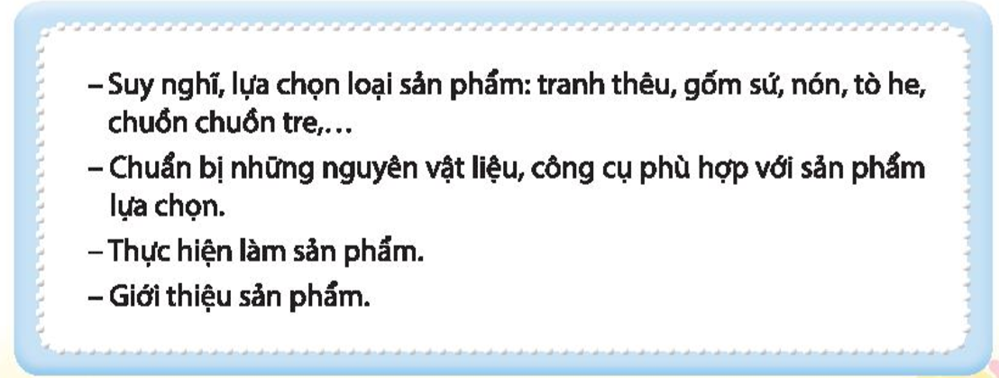 – Suy nghĩ, lựa chọn loại sản phẩm: tranh thêu, gốm sứ, nón, tò he,
chuồn chuồn tre,...
– Chuẩn bị những nguyên vật liệu, công cụ phù hợp với sản phẩm
lựa chọn.
– Thực hiện làm sản phẩm.
– Giới thiệu sản phẩm.